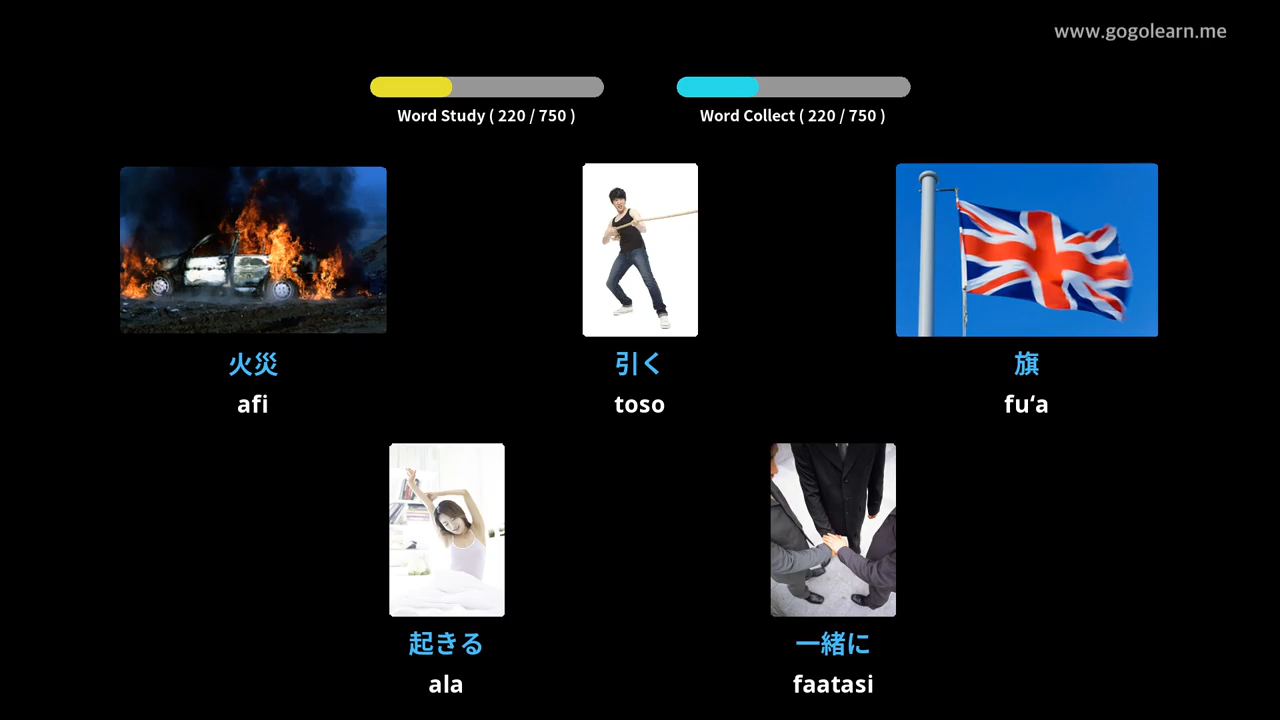 www.gogolearn.me
Word Study ( 220 / 750 )
Word Collect ( 220 / 750 )
火災
引く
旗
afi
toso
fu‘a
起きる
一緒に
ala
faatasi